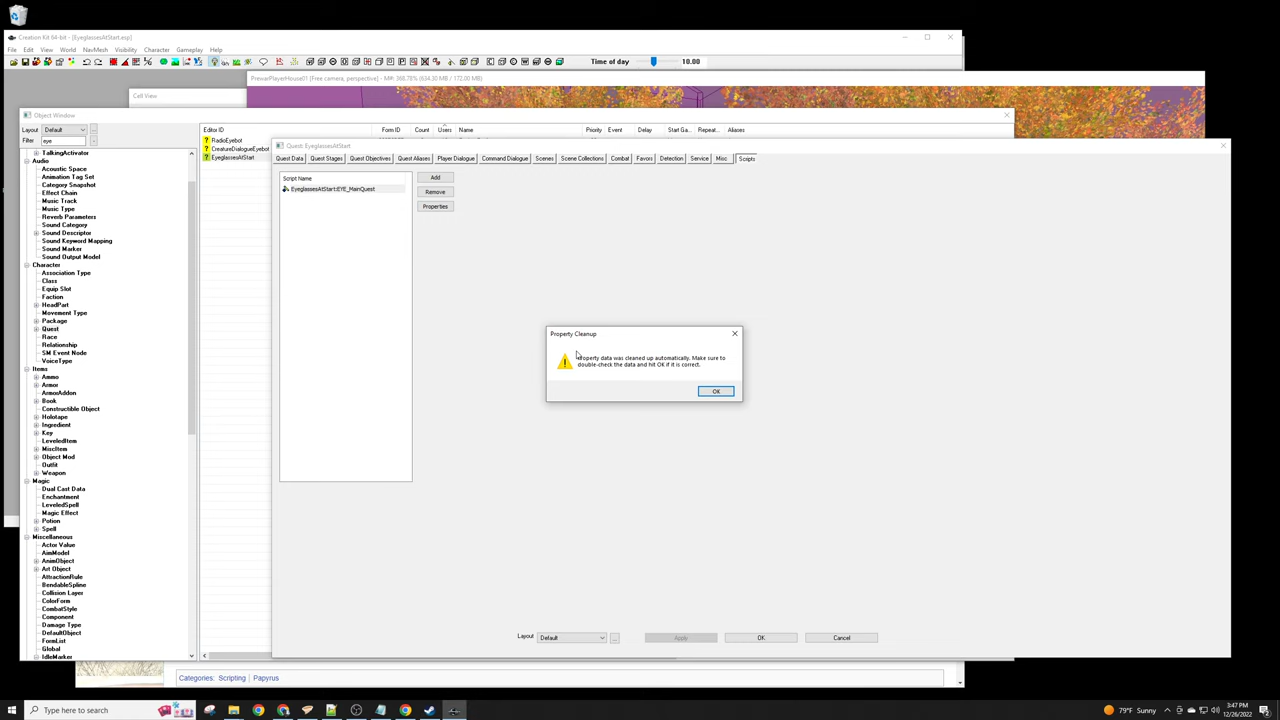 Creation Kit 64-bit - [EyeglassesAtStart.esp]
File Edit View World NavMesh Visibility Character Gameplay Help
Time of day 10.00
PrewarPlayerHouse01 [Free camera, perspective]
Cell View
Object Window
Layout Default ...
Filter eye
Editor ID Form ID Count Users Name Priority Event Delay Start Ga... Repeat... Aliases
RadioEyebot
CreatureDialogueEyebot
EyeglassesAtStart
TalkingActivator
Audio
Acoustic Space
Animation Tag Set
Category Snapshot
Effect Chain
Music Track
Music Type
Reverb Parameters
Sound Category
Sound Descriptor
Sound Keyword Mapping
Sound Marker
Sound Output Model
Character
Association Type
Class
Equip Slot
Faction
HeadPart
Movement Type
Package
Quest
Race
Relationship
SM Event Node
VoiceType
Items
Ammo
Armor
ArmorAddon
Book
Constructible Object
Holotape
Ingredient
Key
LeveledItem
MiscItem
Object Mod
Outfit
Weapon
Magic
Dual Cast Data
Enchantment
LeveledSpell
Magic Effect
Potion
Spell
Miscellaneous
Actor Value
AimModel
AnimObject
Art Object
AttractionRule
BendableSpline
Collision Layer
ColorForm
CombatStyle
Component
Damage Type
DefaultObject
FormList
Global
IdleMarker
Quest: EyeglassesAtStart
Quest Data Quest Stages Quest Objectives Quest Aliases Player Dialogue Command Dialogue Scenes Scene Collections Combat Favors Detection Service Misc Scripts
Script Name
EyeglassesAtStart:EYE_MainQuest
Add
Remove
Properties
Property Cleanup
Property data was cleaned up automatically. Make sure to
double-check the data and hit OK if it is correct.
OK
Layout Default ... Apply OK Cancel
Categories: Scripting | Papyrus
Type here to search
79°F Sunny
3:47 PM
12/26/2022
2